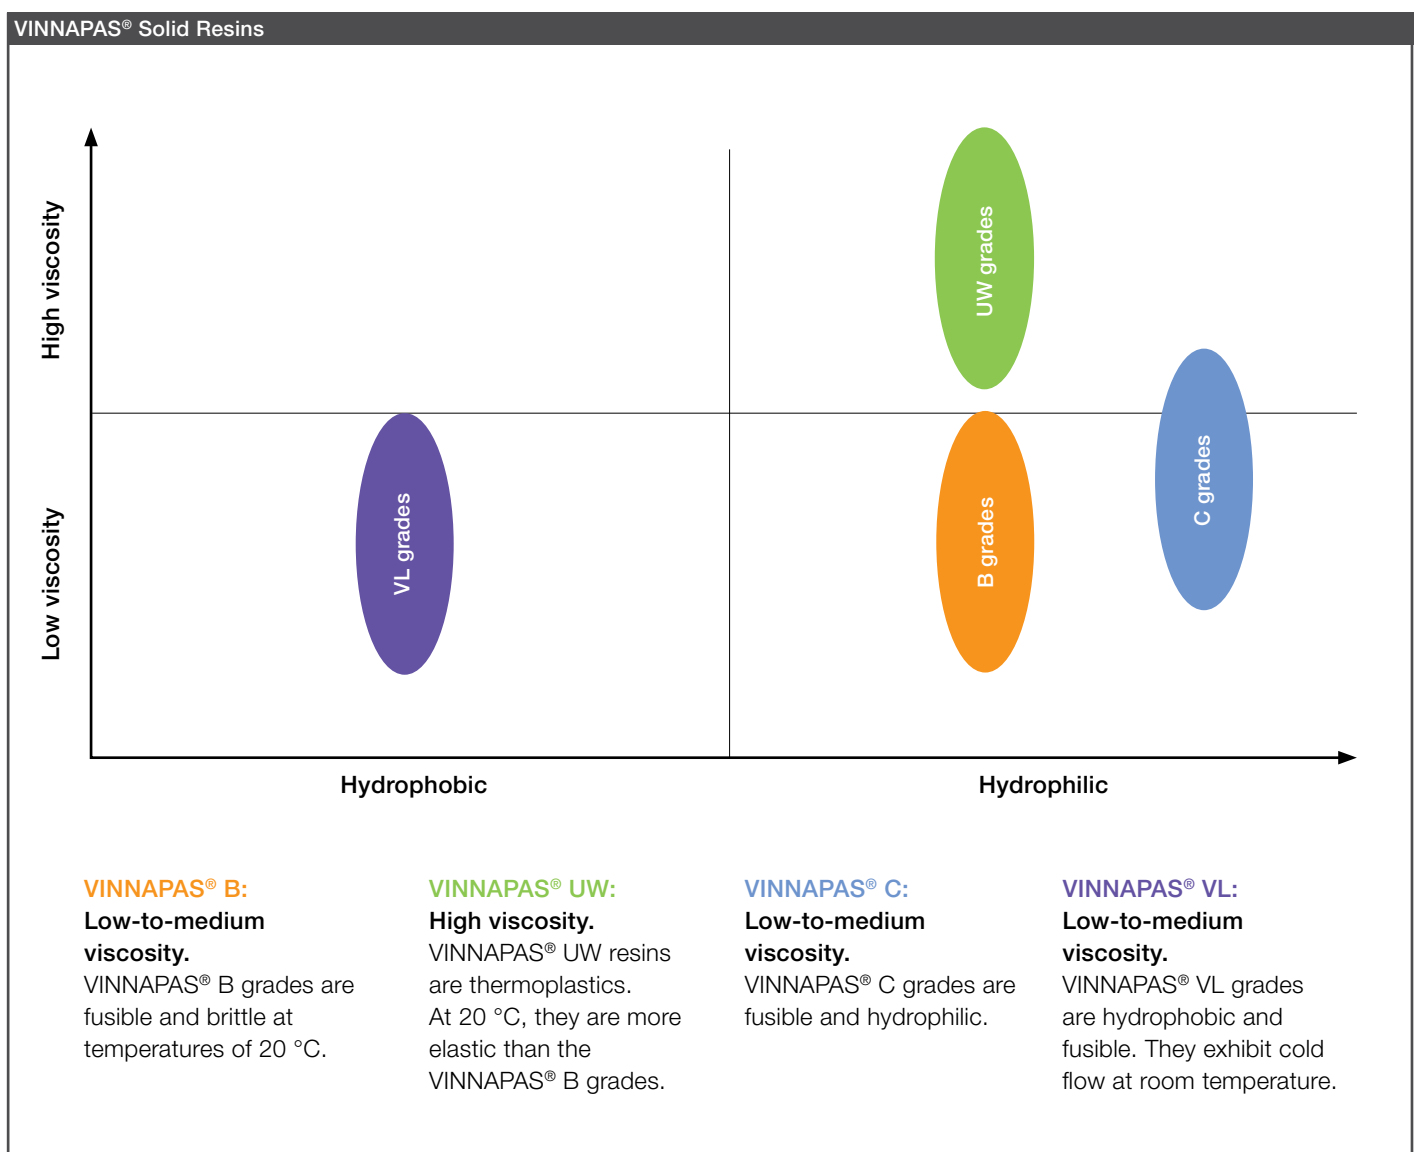 VINNAPAS® Solid Resins
High viscosity
Low viscosity
UW grades
C grades
VL grades
B grades
Hydrophobic
Hydrophilic
VINNAPAS® B:
Low-to-medium
viscosity.
VINNAPAS® B grades are
fusible and brittle at
temperatures of 20 °C.
VINNAPAS® UW:
High viscosity.
VINNAPAS® UW resins
are thermoplastics.
At 20 °C, they are more
elastic than the
VINNAPAS® B grades.
VINNAPAS® C:
Low-to-medium
viscosity.
VINNAPAS® C grades are
fusible and hydrophilic.
VINNAPAS® VL:
Low-to-medium
viscosity.
VINNAPAS® VL grades
are hydrophobic and
fusible. They exhibit cold
flow at room temperature.